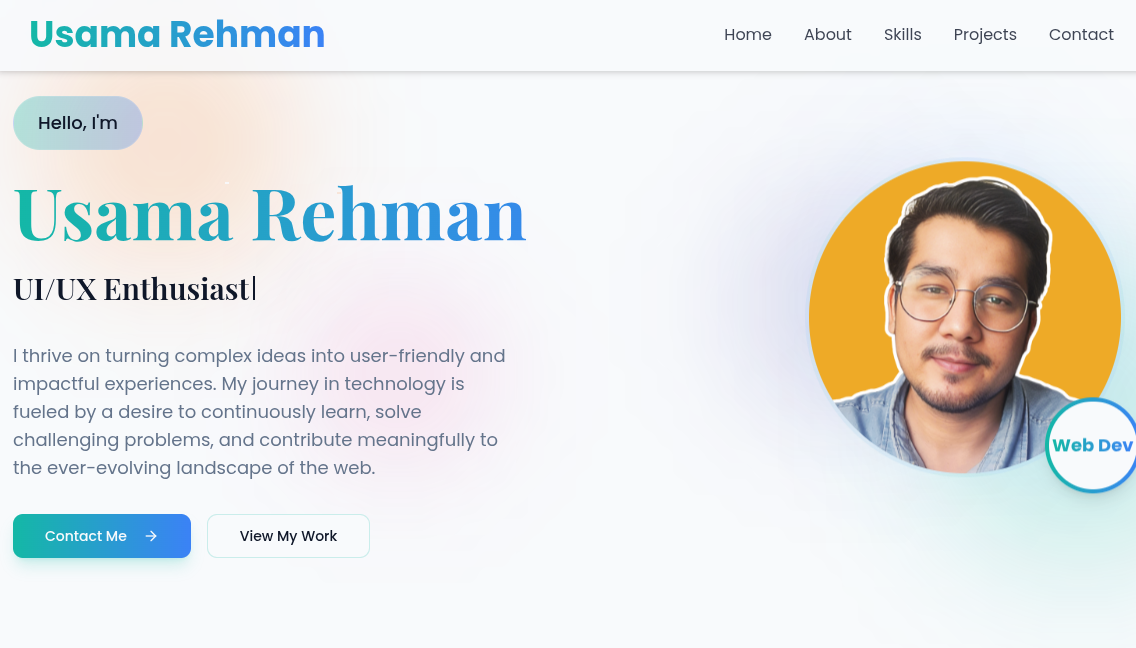 Usama Rehman
Home About Skills Projects Contact
Hello, I'm
Usama Rehman
UI/UX Enthusiast
I thrive on turning complex ideas into user-friendly and
impactful experiences. My journey in technology is
fueled by a desire to continuously learn, solve
challenging problems, and contribute meaningfully to
the ever-evolving landscape of the web.
Contact Me → View My Work
Web Dev